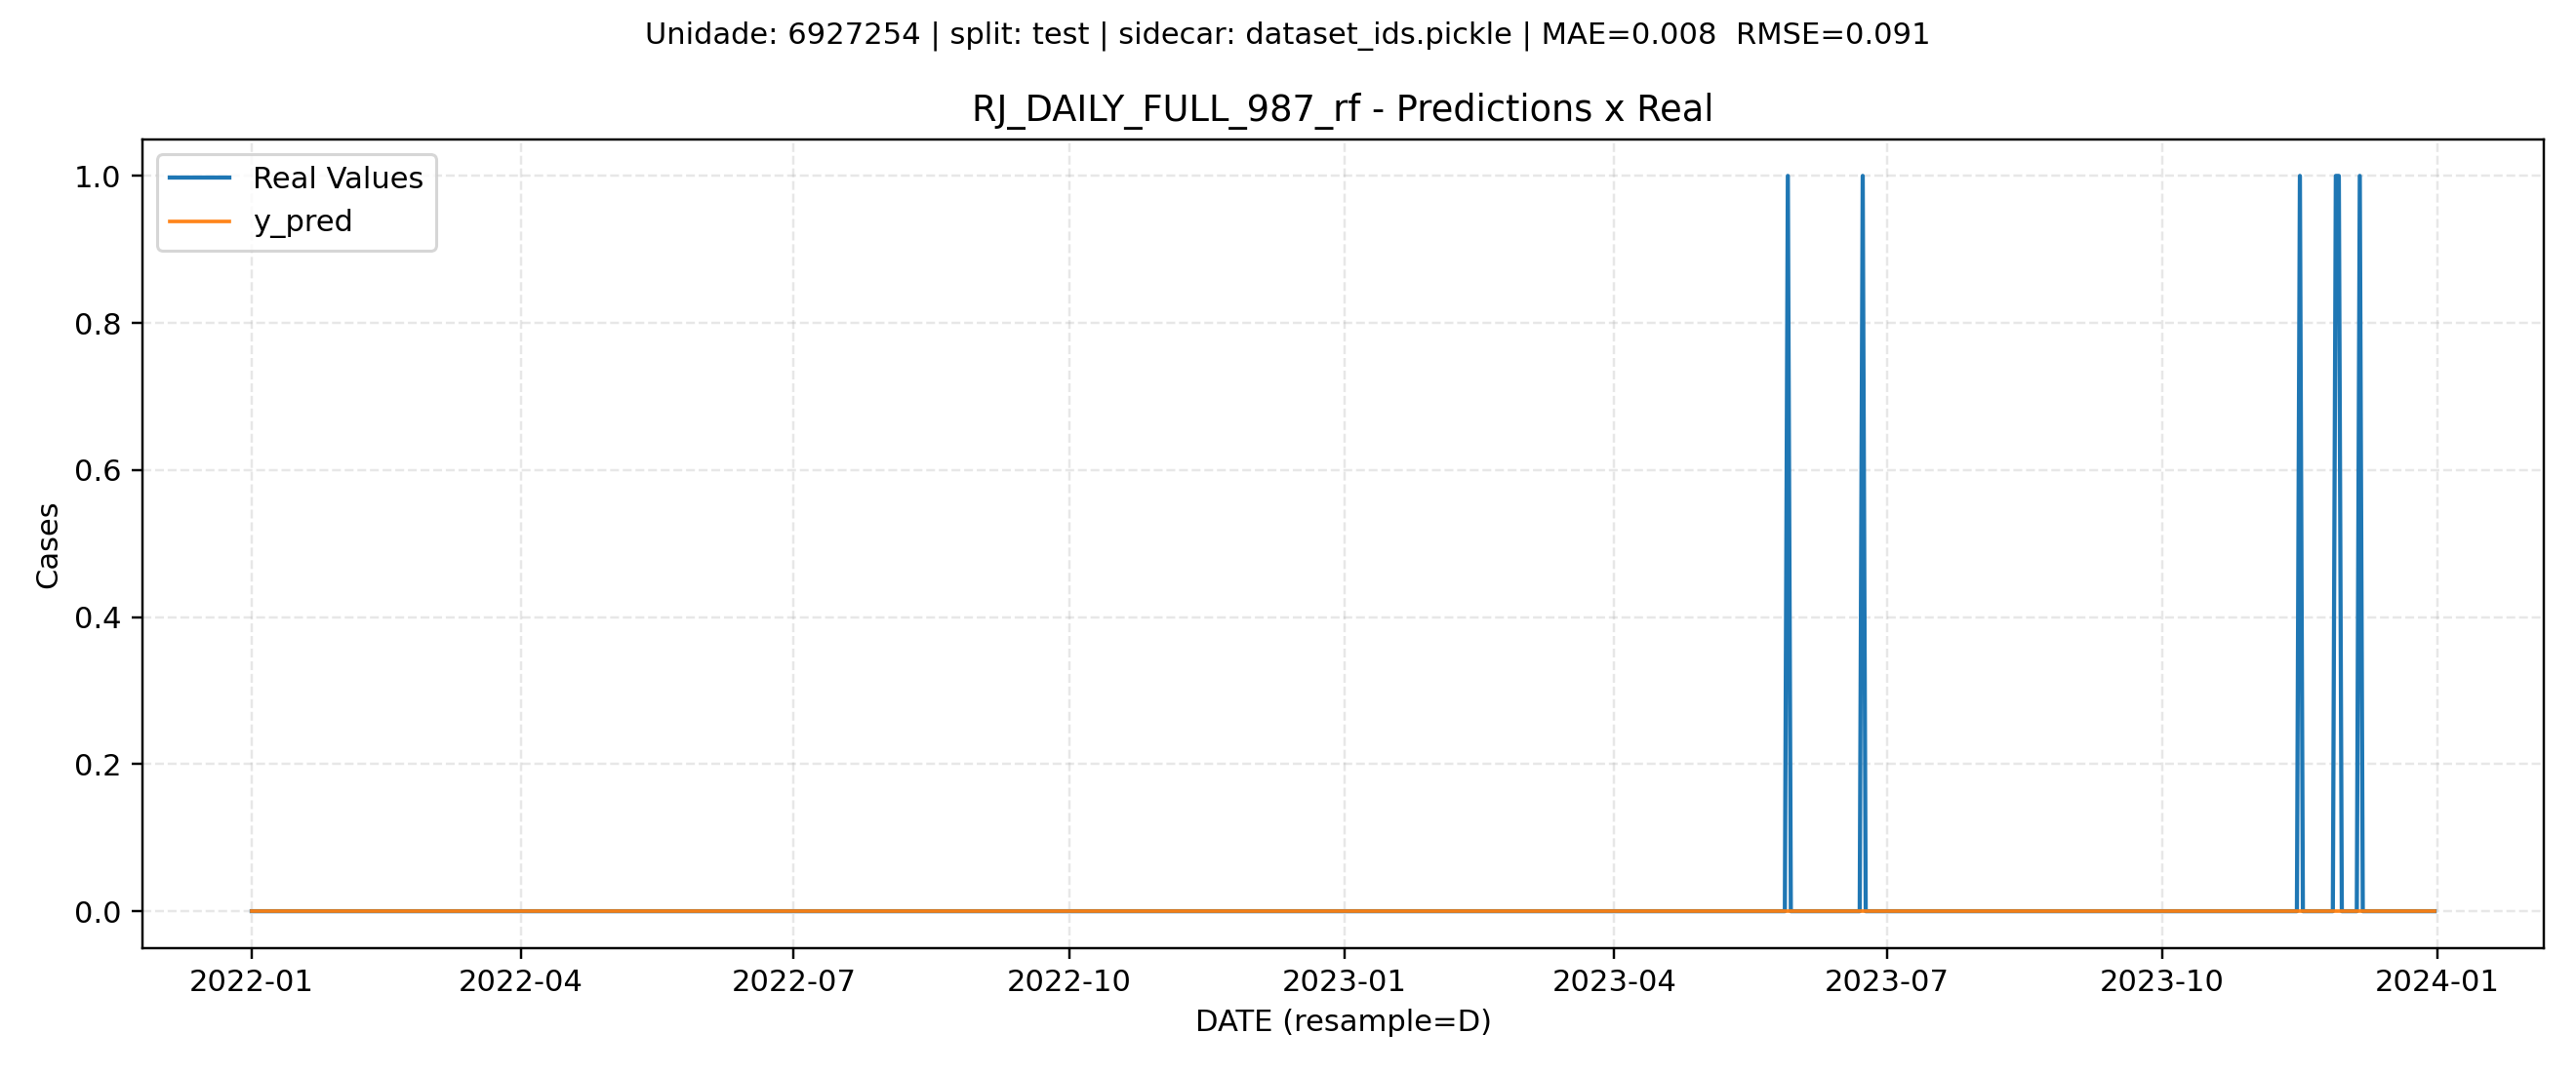 Unidade: 6927254 | split: test | sidecar: dataset_ids.pickle | MAE=0.008  RMSE=0.091
RJ_DAILY_FULL_987_rf - Predictions x Real
Real Values
y_pred
1.0
0.8
0.6
0.4
0.2
0.0
Cases
2022-01
2022-04
2022-07
2022-10
2023-01
2023-04
2023-07
2023-10
2024-01
DATE (resample=D)